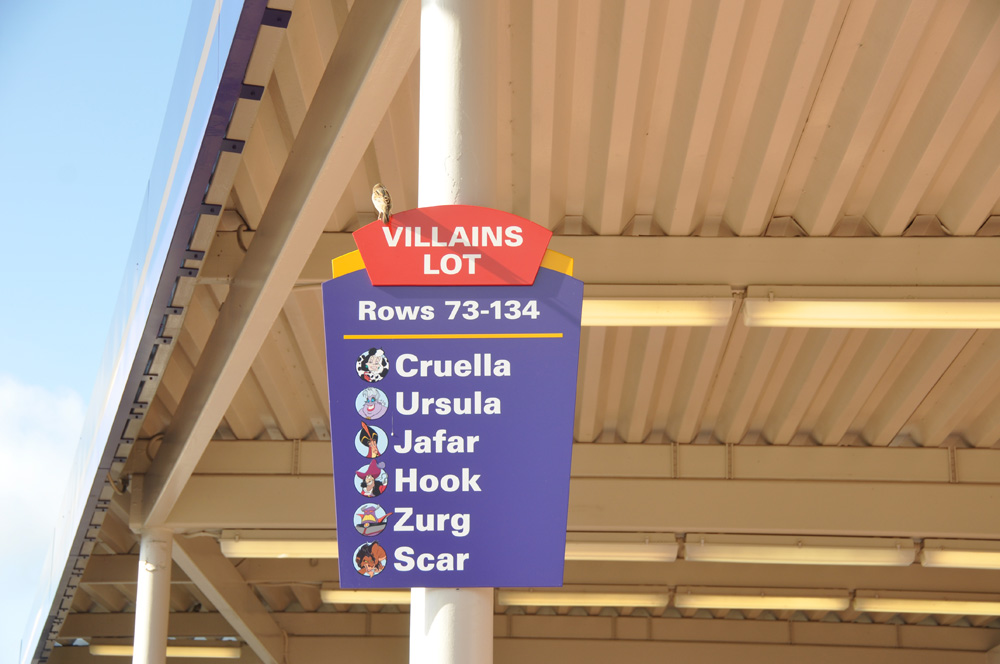 VILLAINS
LOT
Rows 73-134
Cruella
Ursula
Jafar
Hook
Zurg
Scar